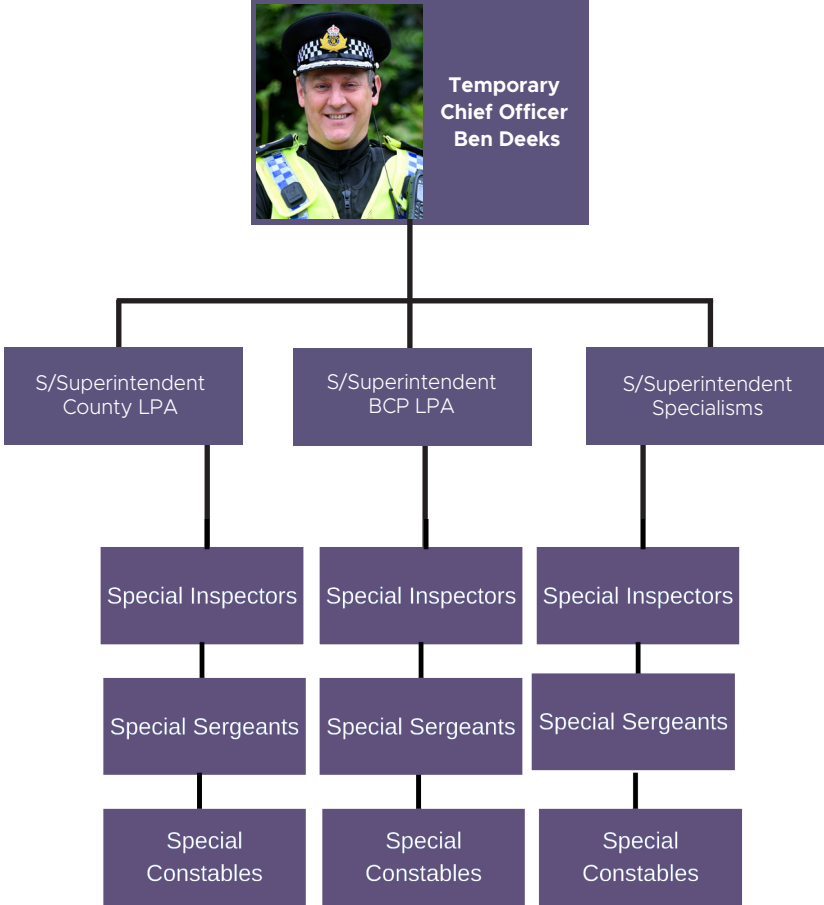 Temporary
Chief Officer
Ben Deeks
S/Superintendent
County LPA
S/Superintendent
BCP LPA
S/Superintendent
Specialisms
Special Inspectors
Special Inspectors
Special Inspectors
Special Sergeants
Special Sergeants
Special Sergeants
Special
Constables
Special
Constables
Special
Constables